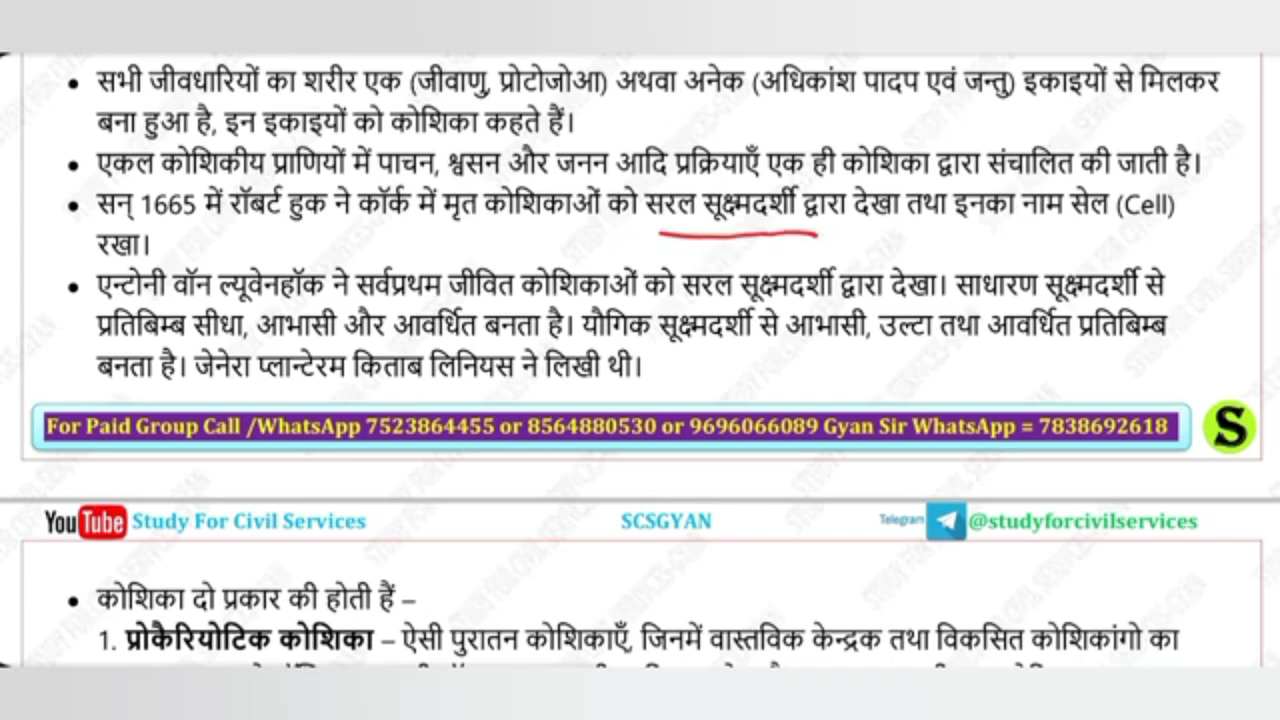 • सभी जीवधारियों का शरीर एक (जीवाणु, प्रोटोजोआ) अथवा अनेक (अधिकांश पादप एवं जन्तु) इकाइयों से मिलकर
बना हुआ है, इन इकाइयों को कोशिका कहते हैं।
• एकल कोशिकीय प्राणियों में पाचन, श्वसन और जनन आदि प्रक्रियाएँ एक ही कोशिका द्वारा संचालित की जाती है।
• सन् 1665 में रॉबर्ट हुक ने कॉर्क में मृत कोशिकाओं को सरल सूक्ष्मदर्शी द्वारा देखा तथा इनका नाम सेल (Cell)
रखा।
• एन्टोनी वॉन ल्यूवेनहॉक ने सर्वप्रथम जीवित कोशिकाओं को सरल सूक्ष्मदर्शी द्वारा देखा। साधारण सूक्ष्मदर्शी से
प्रतिबिम्ब सीधा, आभासी और आवर्धित बनता है। यौगिक सूक्ष्मदर्शी से आभासी, उल्टा तथा आवर्धित प्रतिबिम्ब
बनता है। जेनेरा प्लान्टेरम किताब लिनियस ने लिखी थी।
For Paid Group Call /WhatsApp 7523864455 or 8564880530 or 9696066089 Gyan Sir WhatsApp = 7838692618
S
YouTube Study For Civil Services SCSGYAN Telegram @studyforcivilservices
• कोशिका दो प्रकार की होती हैं –
1. प्रोकैरियोटिक कोशिका – ऐसी पुरातन कोशिकाएँ, जिनमें वास्तविक केन्द्रक तथा विकसित कोशिकांगो का